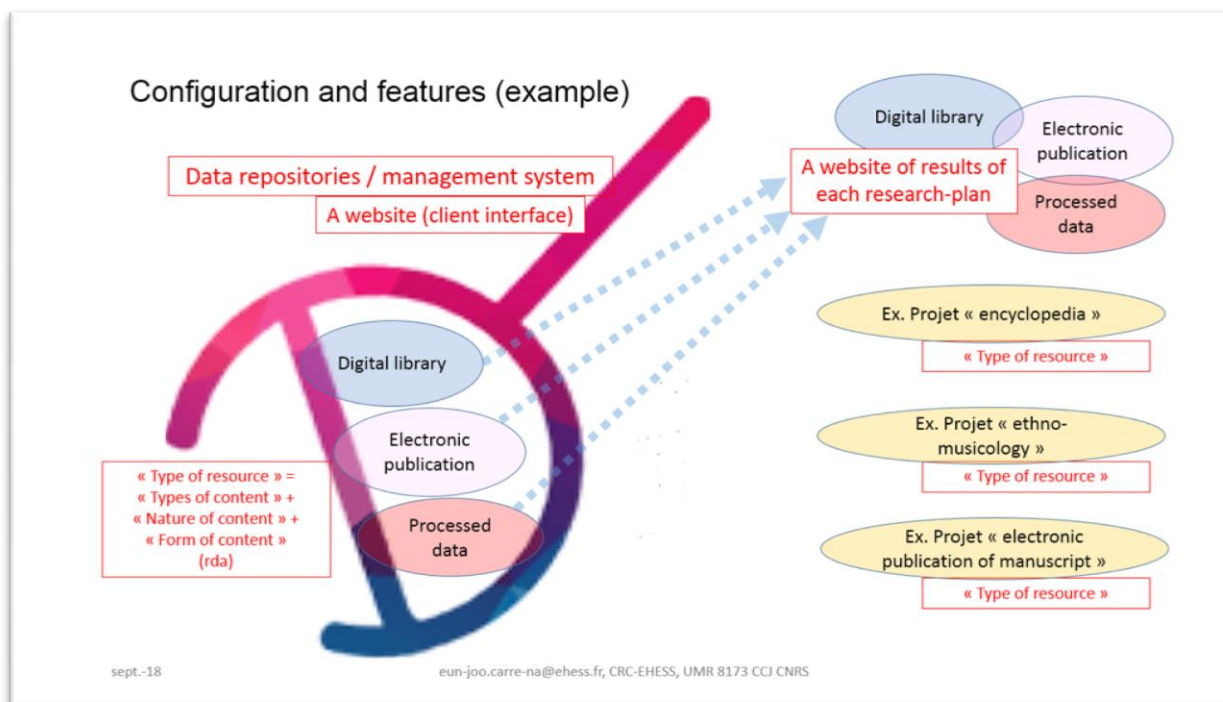 Configuration and features (example)
Data repositories / management system
A website (client interface)
Digital library
Electronic
publication
Processed
data
« Type of resource » =
« Types of content » +
« Nature of content » +
« Form of content »
(rda)
Digital library
Electronic
publication
A website of results of
each research-plan
Processed
data
Ex. Projet « encyclopedia »
« Type of resource »
Ex. Projet « ethno-
musicology »
« Type of resource »
Ex. Projet « electronic
publication of manuscript »
« Type of resource »
sept.-18
eun-joo.carre-na@ehess.fr, CRC-EHESS, UMR 8173 CCJ CNRS